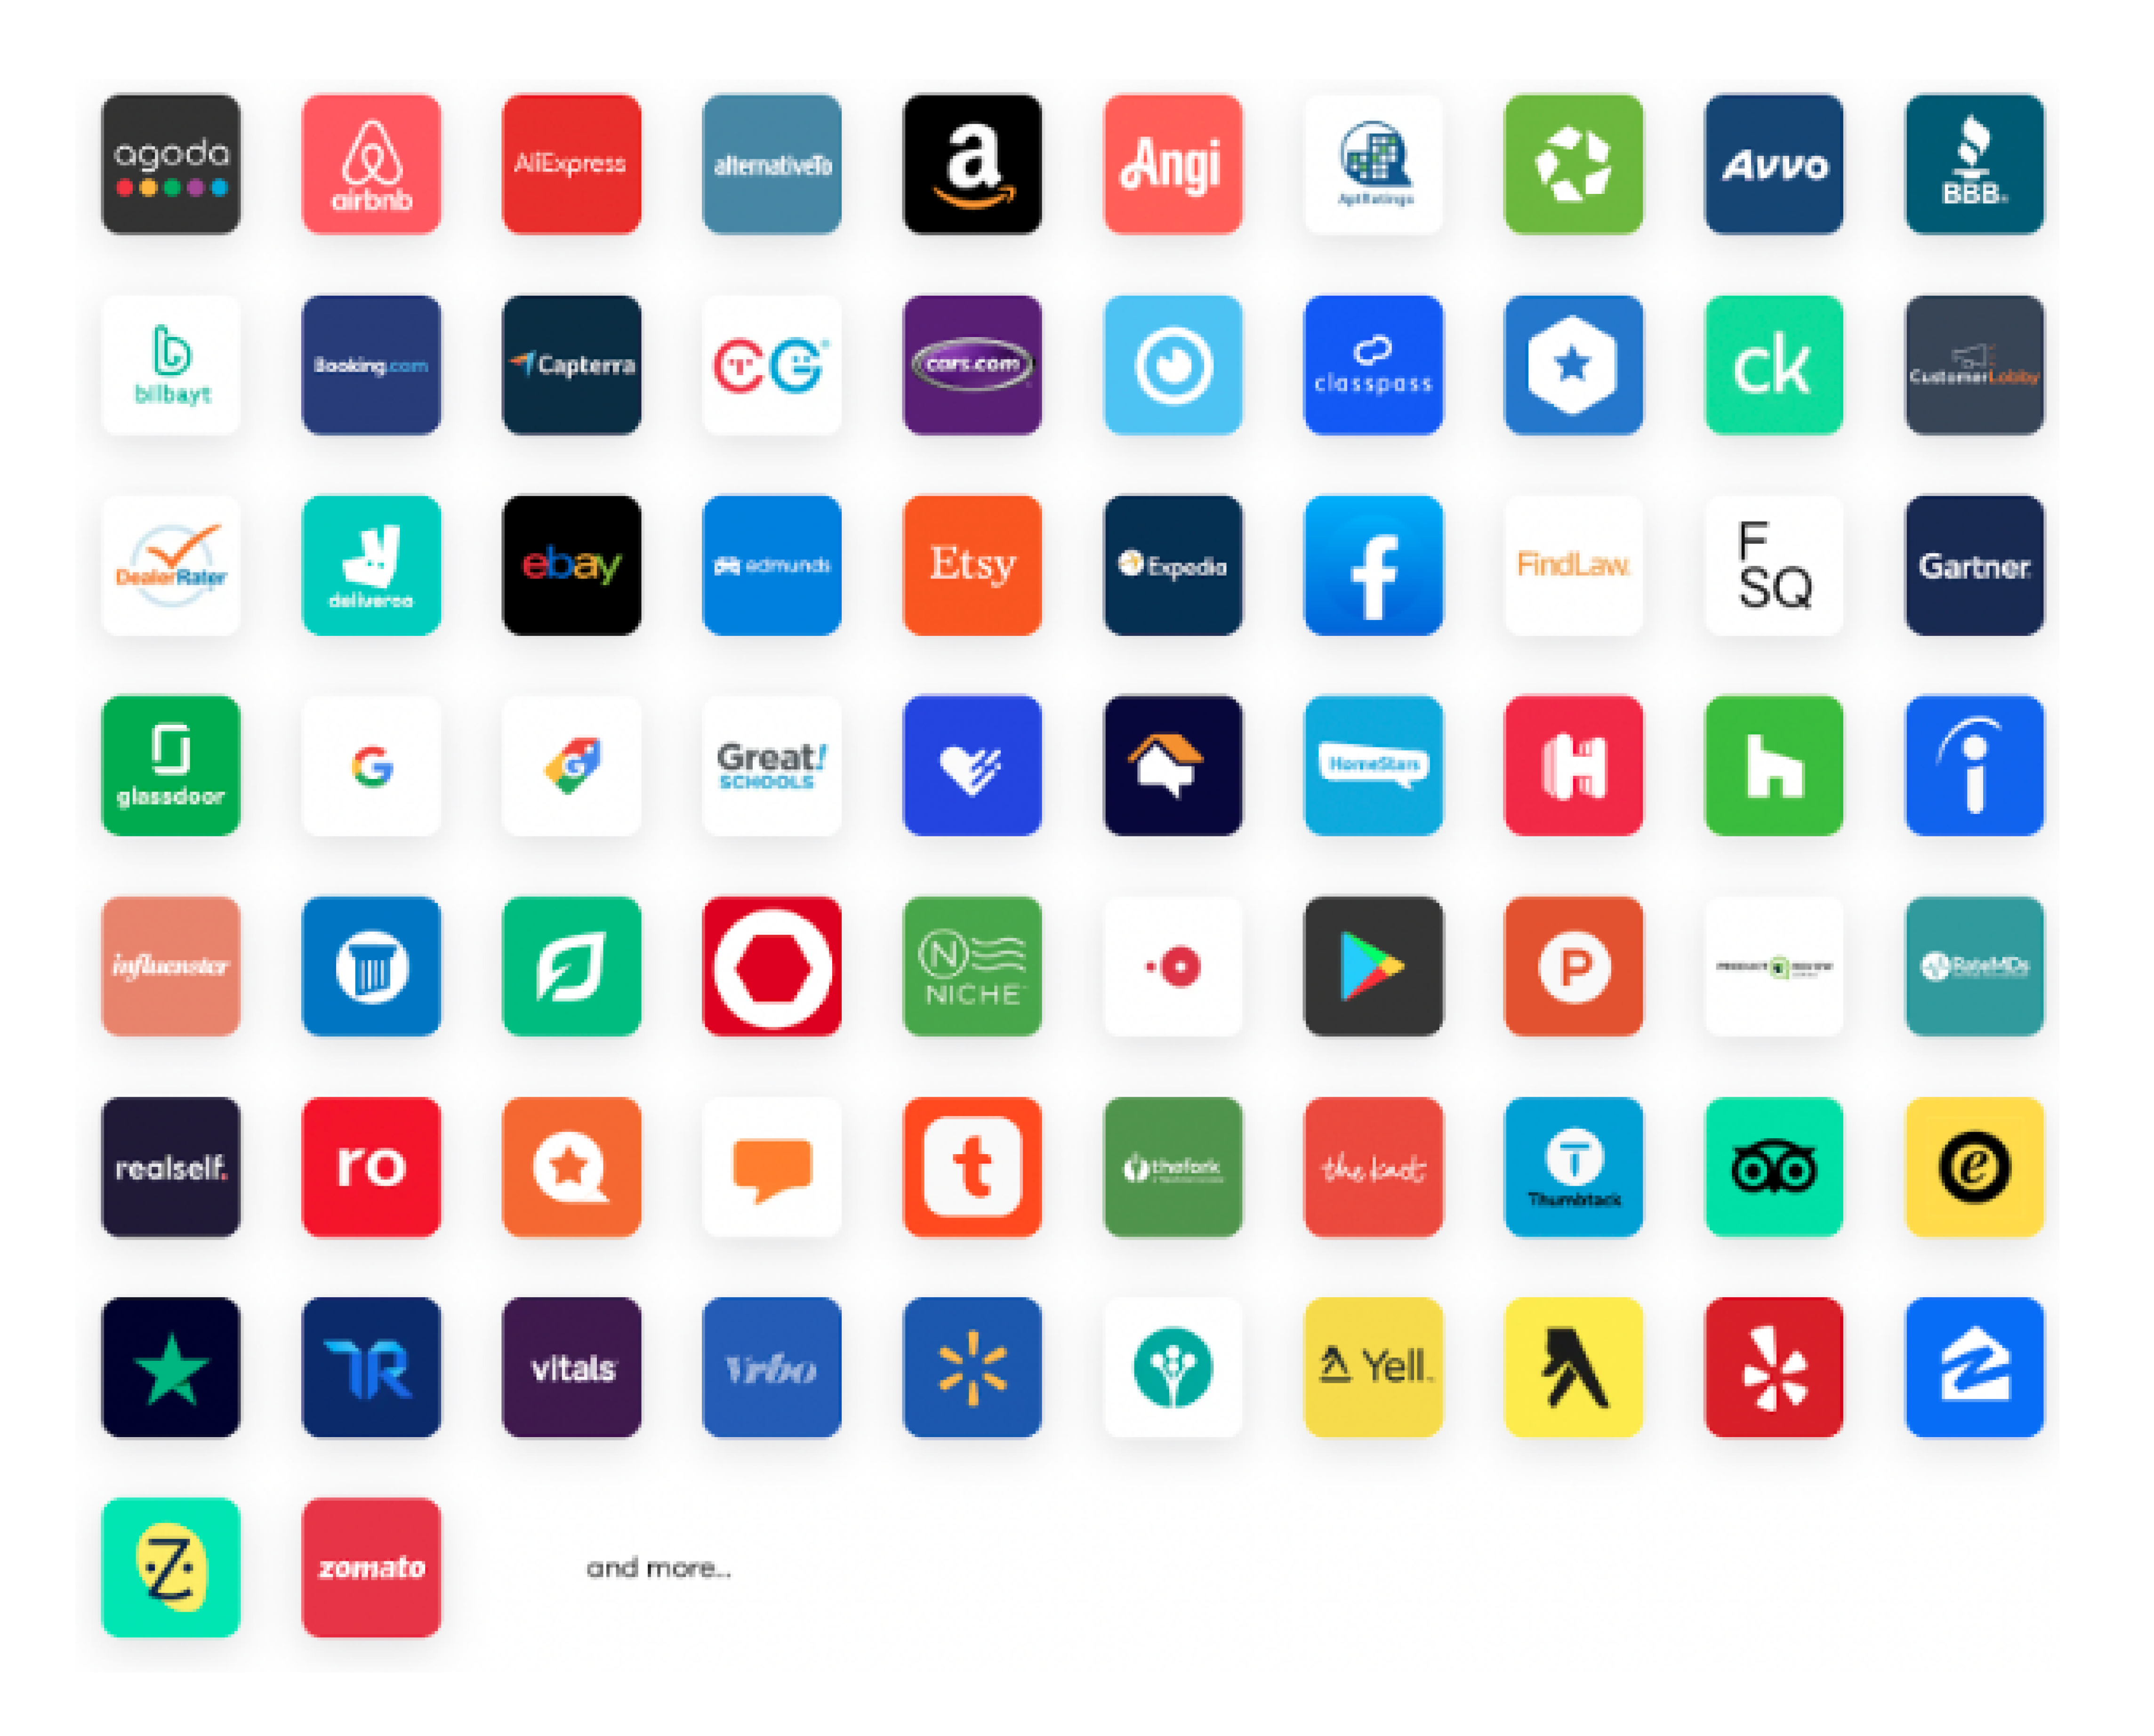 agoda
airbnb
AliExpress
alternativeTo
a
Angi
AptRatings
Avvo
BBB
bilbayt
Booking.com
Capterra
cars.com
classpass
ck
CustomerLobby
DealerRater
deliveroo
ebay
edmunds
Etsy
Expedia
f
FindLaw
F
SQ
Gartner
glassdoor
G
G
Great!
SCHOOLS
HomeStars
H
h
i
influenster
N
NICHE
P
RateMDs
realself.
ro
t
thefork
the knot
T
Thumbtack
e
TR
vitals
Vrbo
Yell
Z
zomato
and more...